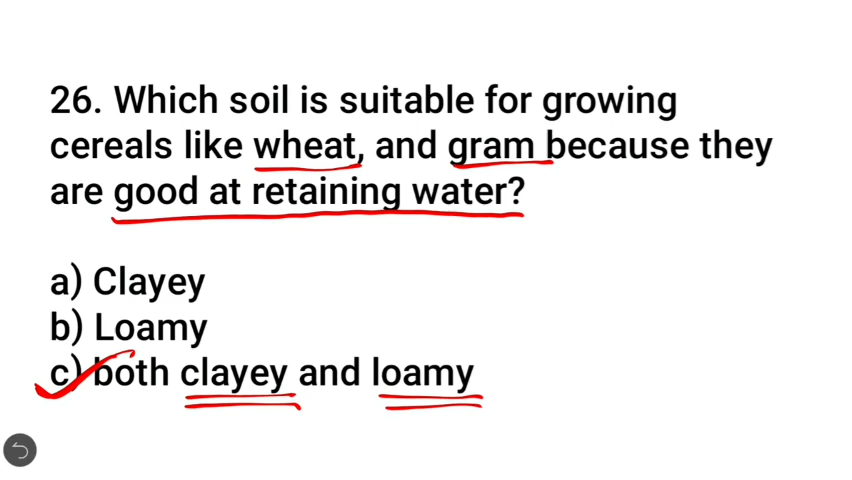 26. Which soil is suitable for growing
cereals like wheat, and gram because they
are good at retaining water?
a) Clayey
b) Loamy
c) both clayey and loamy